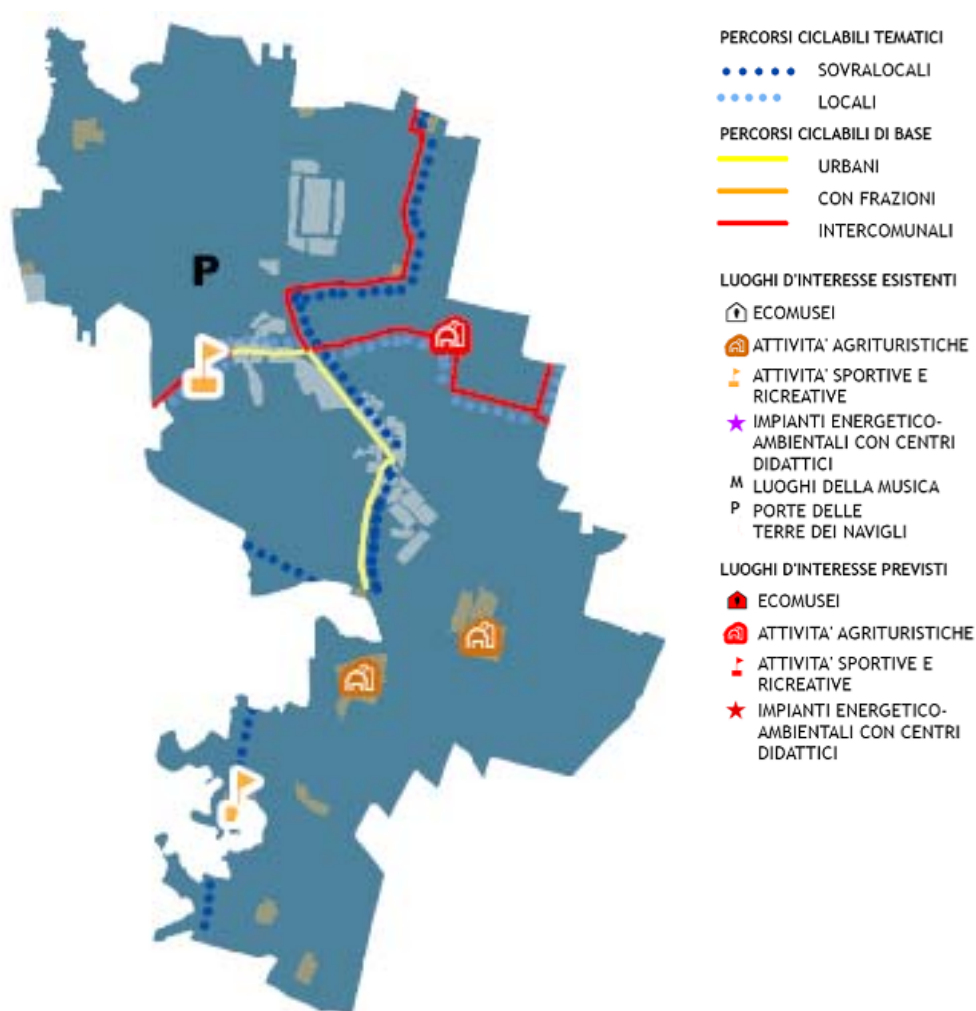 PERCORSI CICLABILI TEMATICI
SOVRALOCALI
LOCALI
PERCORSI CICLABILI DI BASE
URBANI
CON FRAZIONI
INTERCOMUNALI
LUOGHI D'INTERESSE ESISTENTI
ECOMUSEI
ATTIVITA' AGRITURISTICHE
ATTIVITA' SPORTIVE E
RICREATIVE
IMPIANTI ENERGETICO-
AMBIENTALI CON CENTRI
DIDATTICI
M LUOGHI DELLA MUSICA
P PORTE DELLE
TERRE DEI NAVIGLI
LUOGHI D'INTERESSE PREVISTI
ECOMUSEI
ATTIVITA' AGRITURISTICHE
ATTIVITA' SPORTIVE E
RICREATIVE
IMPIANTI ENERGETICO-
AMBIENTALI CON CENTRI
DIDATTICI
P